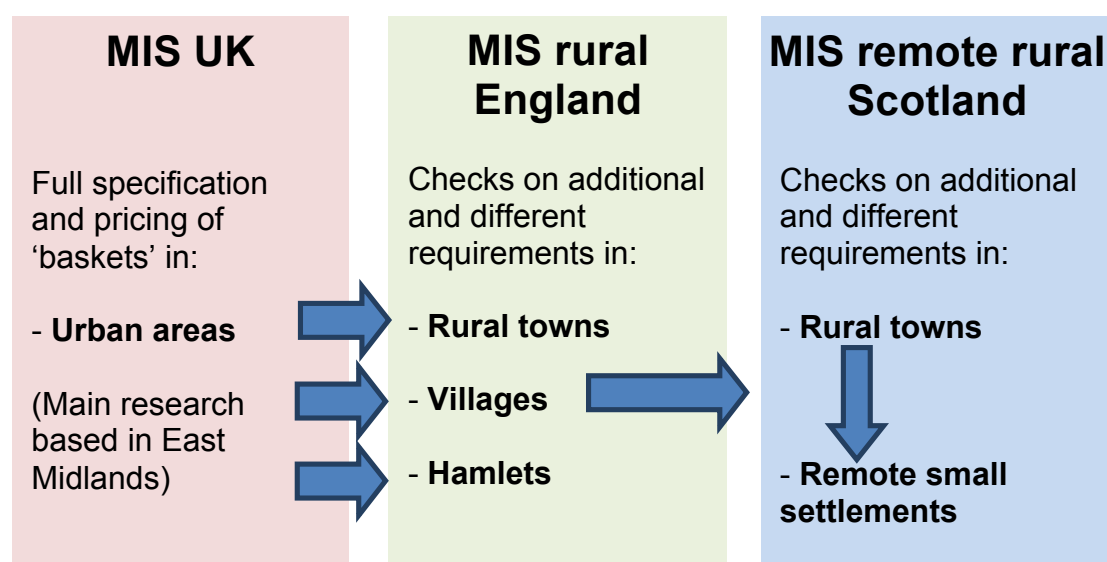 MIS UK
Full specification
and pricing of
‘baskets’ in:
- Urban areas
(Main research
based in East
Midlands)
MIS rural
England
Checks on additional
and different
requirements in:
- Rural towns
- Villages
- Hamlets
MIS remote rural
Scotland
Checks on additional
and different
requirements in:
- Rural towns
- Remote small
settlements